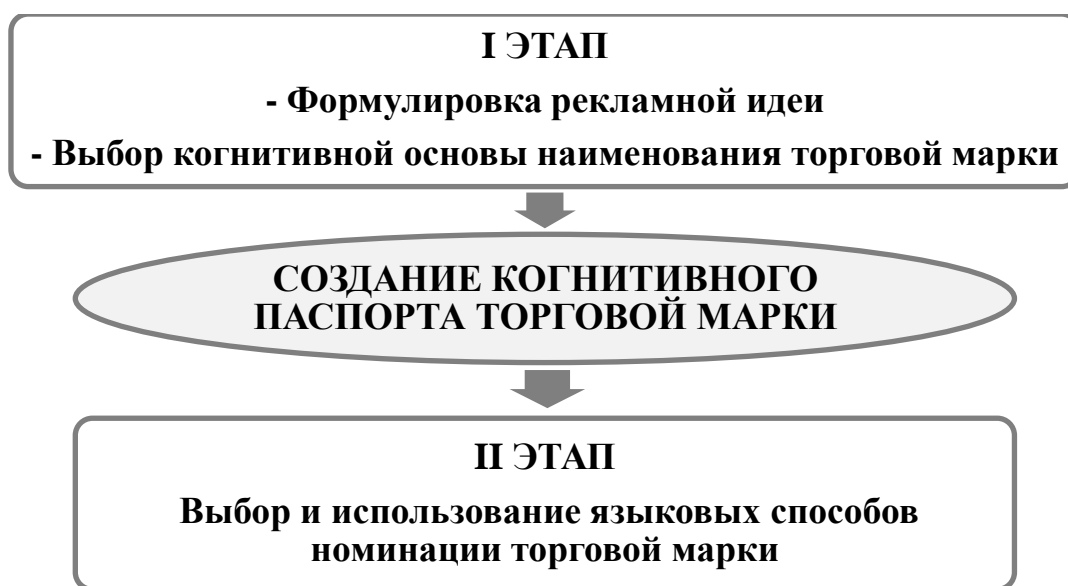 I ЭТАП
- Формулировка рекламной идеи
- Выбор когнитивной основы наименования торговой марки
СОЗДАНИЕ КОГНИТИВНОГО
ПАСПОРТА ТОРГОВОЙ МАРКИ
II ЭТАП
Выбор и использование языковых способов
номинации торговой марки